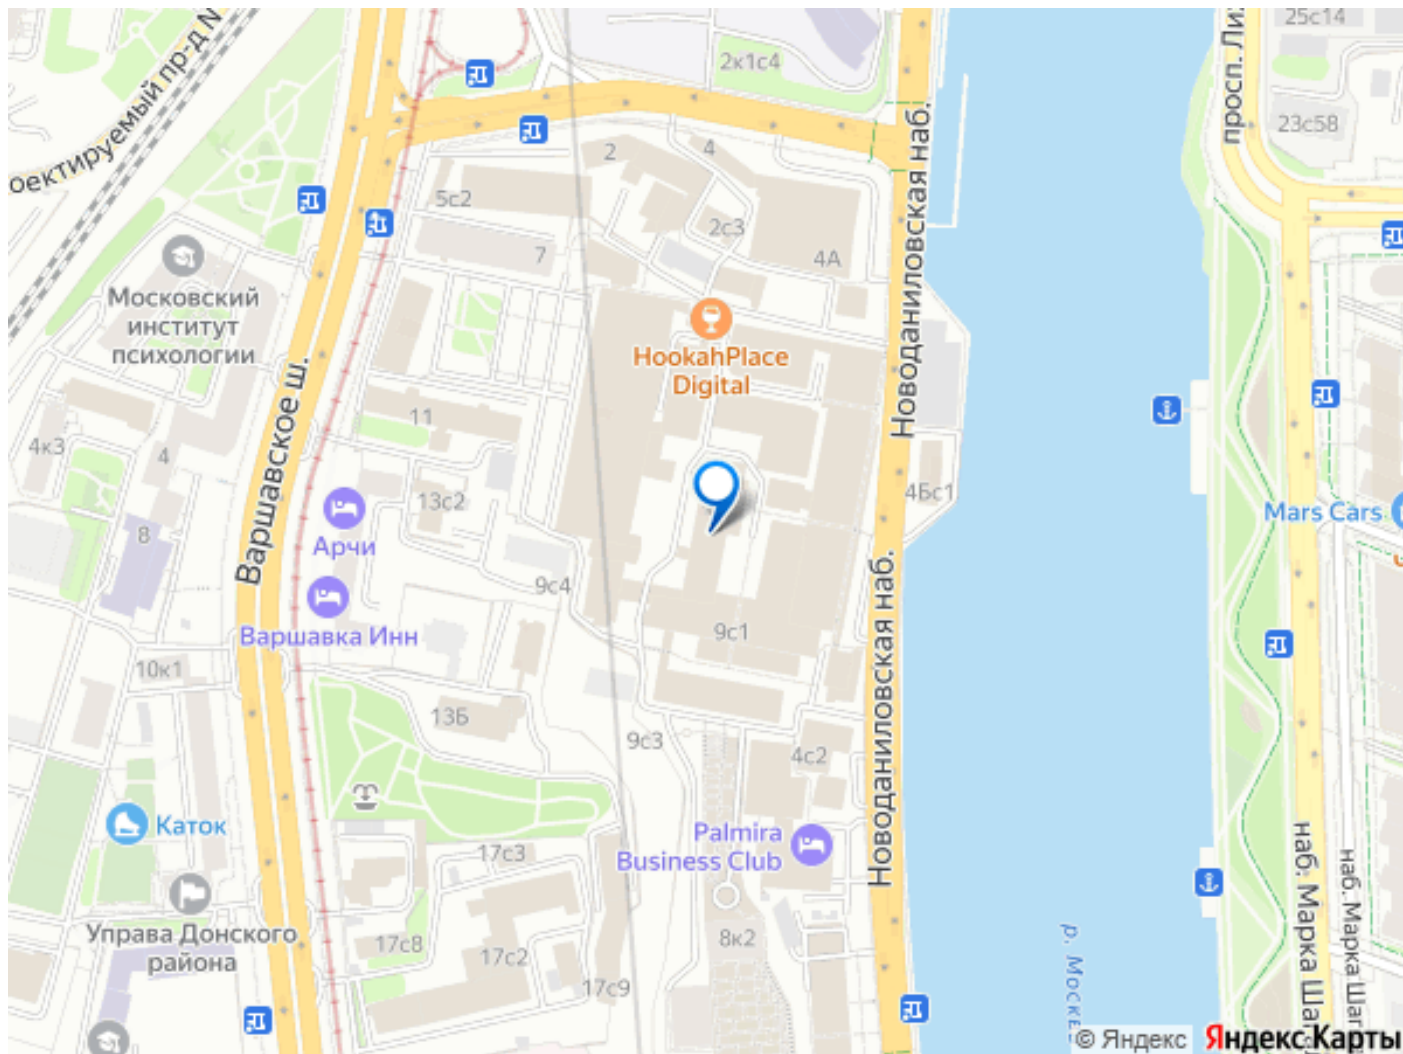 25с14
просп. Ли
2к1с4
23с58
оектируемый пр-д N
Новоданиловская наб.
2
4
5с2
2с3
7
4А
Московский
институт
психологии
HookahPlace
Digital
Варшавское ш.
11
4к3
4
13с2
4Бс1
Mars Cars
8
Арчи
9с4
Новоданиловская наб.
9с1
Варшавка Инн
10к1
13Б
9с3
4с2
Каток
Palmira
Business Club
17с3
наб. Марка Ша
наб. Марка Шаг
Управа Донского
района
17с8
17с2
8к2
17с9
р. Москв
© Яндекс
Яндекс Карты